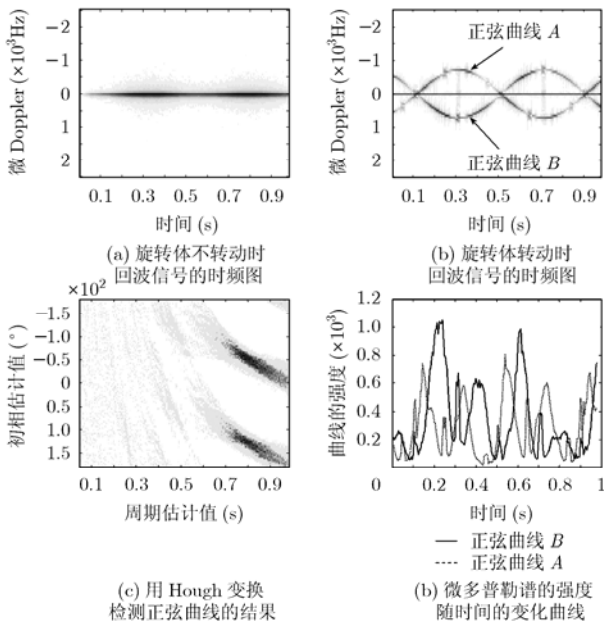 微 Doppler (×10³Hz)
−2
−1
0
1
2
0.1 0.3 0.5 0.7 0.9
时间 (s)
(a) 旋转体不转动时
回波信号的时频图
微 Doppler (×10³Hz)
−2
−1
0
1
2
正弦曲线 A
正弦曲线 B
0.1 0.3 0.5 0.7 0.9
时间 (s)
(b) 旋转体转动时
回波信号的时频图
×10²
初相估计值 (°)
−1.5
−1.0
−0.5
0
0.5
1.0
1.5
0.1 0.3 0.5 0.7 0.9
周期估计值 (s)
(c) 用 Hough 变换
检测正弦曲线的结果
曲线的强度 (×10³)
1.2
1.0
0.8
0.6
0.4
0.2
0 0.2 0.4 0.6 0.8 1
时间 (s)
正弦曲线 B
正弦曲线 A
(b) 微多普勒谱的强度
随时间的变化曲线